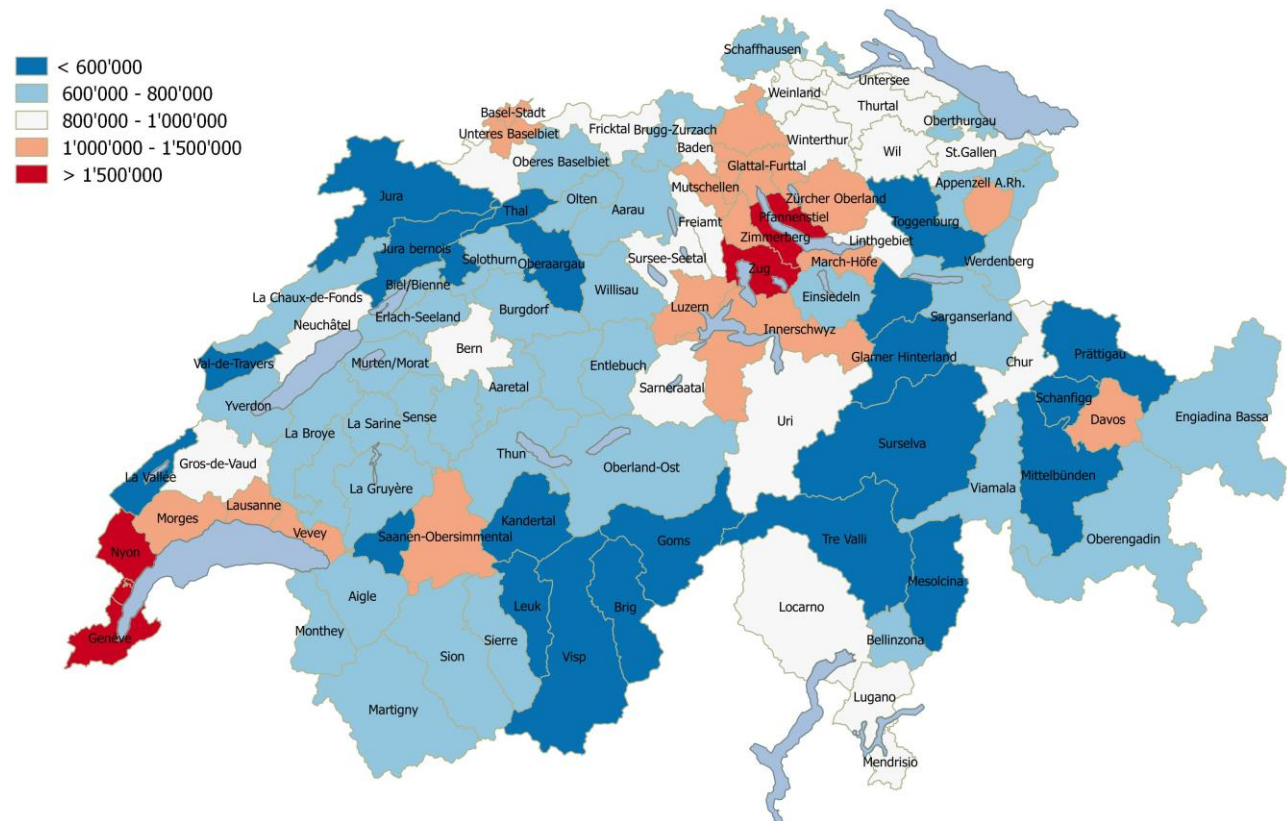 < 600'000
600'000 - 800'000
800'000 - 1'000'000
1'000'000 - 1'500'000
> 1'500'000
Schaffhausen
Untersee
Weinland
Thurtal
Basel-Stadt
Oberthurgau
Unteres Baselbiet
Fricktal
Brugg-Zurzach
Winterthur
Baden
Wil
St.Gallen
Oberes Baselbiet
Glattal-Furttal
Appenzell A.Rh.
Mutschellen
Zürcher Oberland
Jura
Olten
Thal
Aarau
Freiamt
Pfannenstiel
Toggenburg
Zimmerberg
Linthgebiet
Jura bernois
Solothurn
Oberaargau
Sursee-Seetal
Zug
March-Höfe
Werdenberg
Biel/Bienne
Willisau
Einsiedeln
La Chaux-de-Fonds
Erlach-Seeland
Burgdorf
Luzern
Sarganserland
Neuchâtel
Innerschwyz
Bern
Glarner Hinterland
Chur
Prättigau
Val-de-Travers
Murten/Morat
Entlebuch
Aaretal
Sarneraatal
Schanfigg
Yverdon
Sense
La Sarine
Uri
Davos
Engiadina Bassa
La Broye
Surselva
Thun
Gros-de-Vaud
Oberland-Ost
La Vallée
Mittelbünden
La Gruyère
Viamala
Lausanne
Morges
Kandertal
Vevey
Saanen-Obersimmental
Goms
Tre Valli
Nyon
Oberengadin
Mesolcina
Aigle
Leuk
Brig
Locarno
Genève
Monthey
Sierre
Bellinzona
Sion
Visp
Lugano
Martigny
Mendrisio